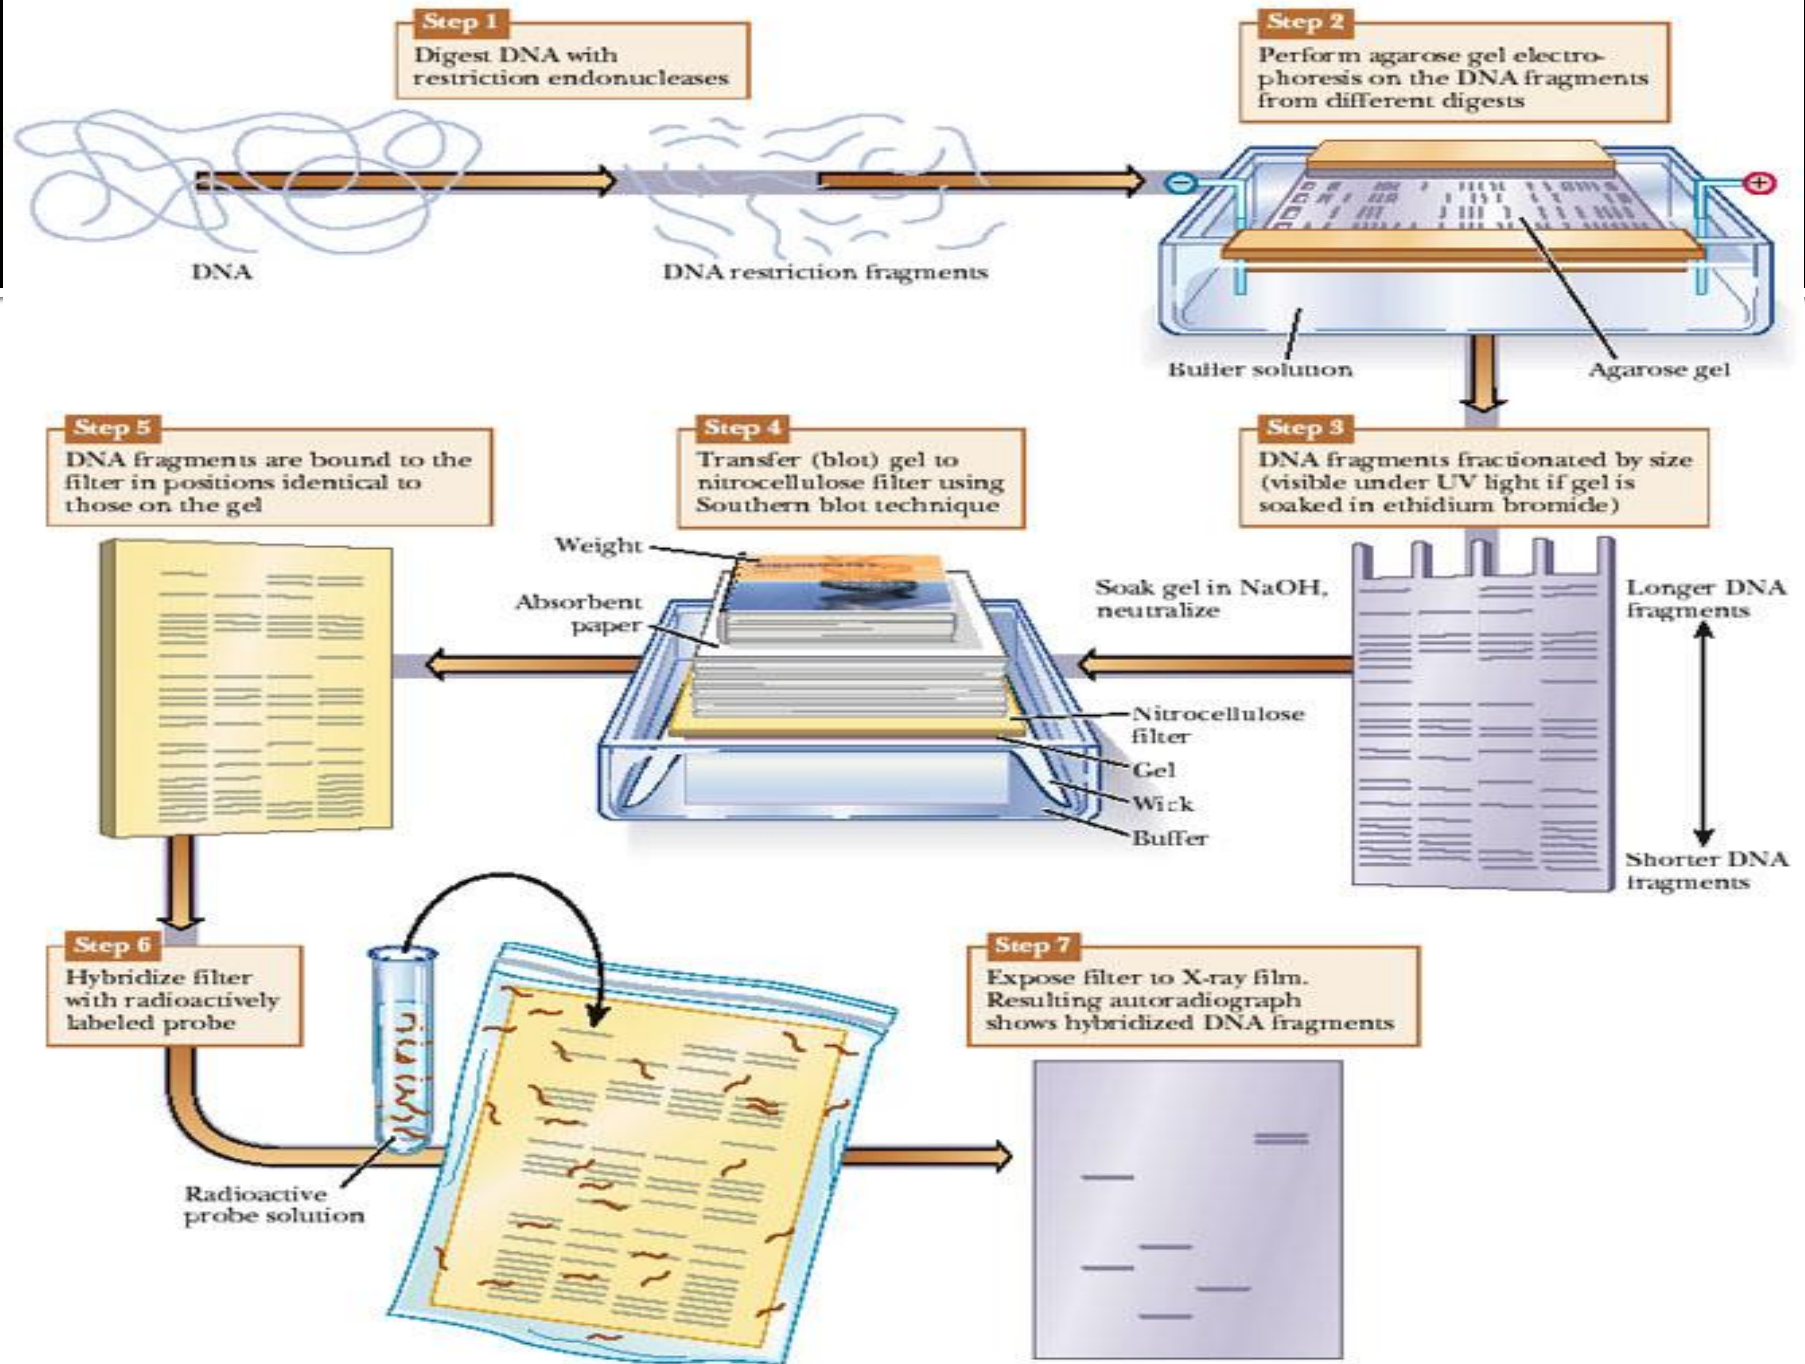 Step 1
Digest DNA with
restriction endonucleases
DNA
DNA restriction fragments
Step 2
Perform agarose gel electro-
phoresis on the DNA fragments
from different digests
−
+
Buffer solution
Agarose gel
Step 3
DNA fragments fractionated by size
(visible under UV light if gel is
soaked in ethidium bromide)
Longer DNA
fragments
Shorter DNA
fragments
Soak gel in NaOH,
neutralize
Step 4
Transfer (blot) gel to
nitrocellulose filter using
Southern blot technique
Weight
Absorbent
paper
Nitrocellulose
filter
Gel
Wick
Buffer
Step 5
DNA fragments are bound to the
filter in positions identical to
those on the gel
Step 6
Hybridize filter
with radioactively
labeled probe
Radioactive
probe solution
Step 7
Expose filter to X-ray film.
Resulting autoradiograph
shows hybridized DNA fragments